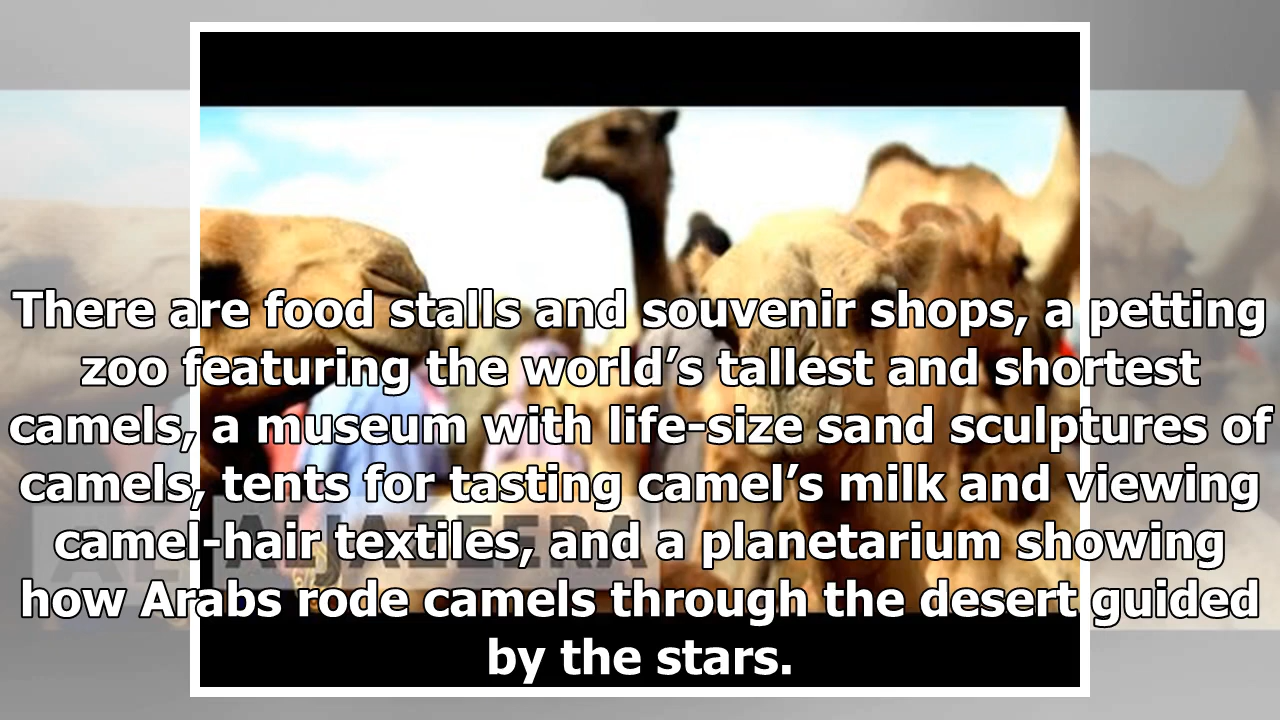 There are food stalls and souvenir shops, a petting
zoo featuring the world’s tallest and shortest
camels, a museum with life-size sand sculptures of
camels, tents for tasting camel’s milk and viewing
camel-hair textiles, and a planetarium showing
how Arabs rode camels through the desert guided
by the stars.
ALJAZEERA